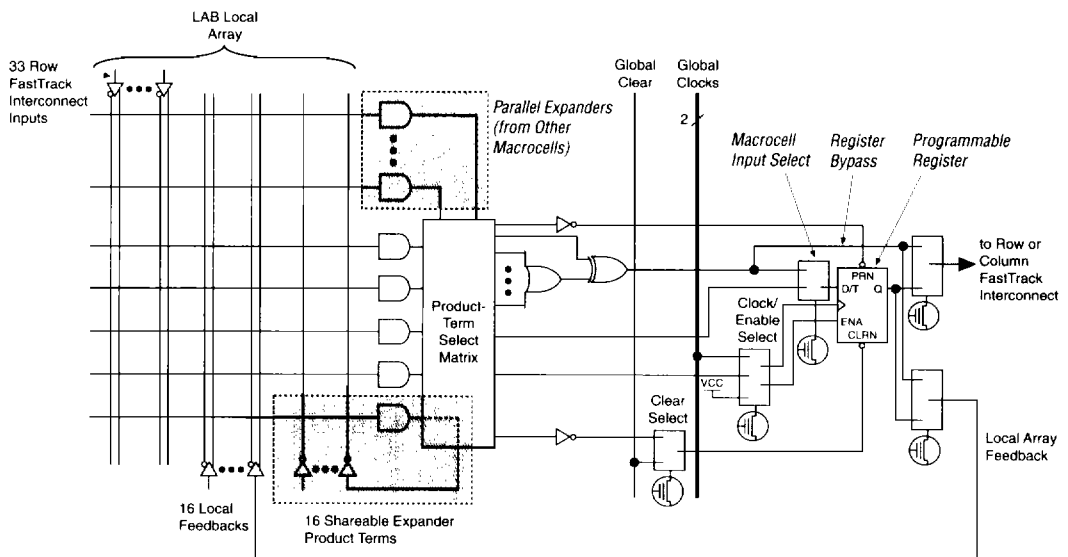 LAB Local
Array
33 Row
FastTrack
Interconnect
Inputs
Parallel Expanders
(from Other
Macrocells)
Global
Clear
Global
Clocks
2
Macrocell
Input Select
Register
Bypass
Programmable
Register
to Row or
Column
FastTrack
Interconnect
PRN
D/T
Q
ENA
CLRN
Product-
Term
Select
Matrix
Clock/
Enable
Select
VCC
Clear
Select
Local Array
Feedback
16 Local
Feedbacks
16 Shareable Expander
Product Terms